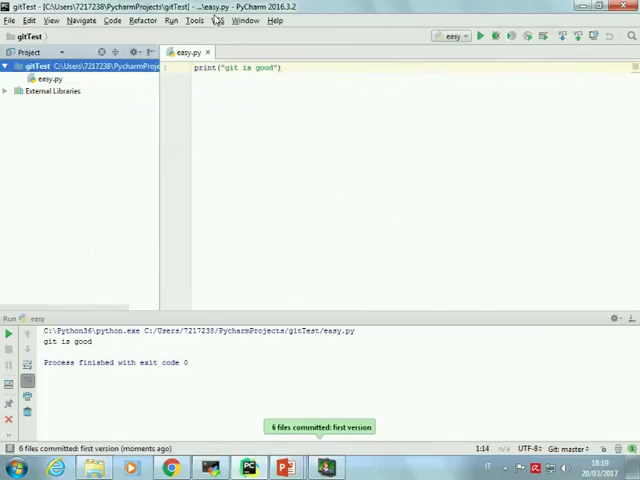 gitTest - [C:\Users\7217238\PycharmProjects\gitTest] - ...\easy.py - PyCharm 2016.3.2
File Edit View Navigate Code Refactor Run Tools VCS Window Help
gitTest
easy
Project
easy.py
gitTest C:\Users\7217238\PycharmProje
easy.py
External Libraries
1
print("git is good")
Run easy
C:\Python36\python.exe C:/Users/7217238/PycharmProjects/gitTest/easy.py
git is good
Process finished with exit code 0
6 files committed: first version
6 files committed: first version (moments ago)
1:14 n/a UTF-8 Git: master
IT
18:19
20/03/2017